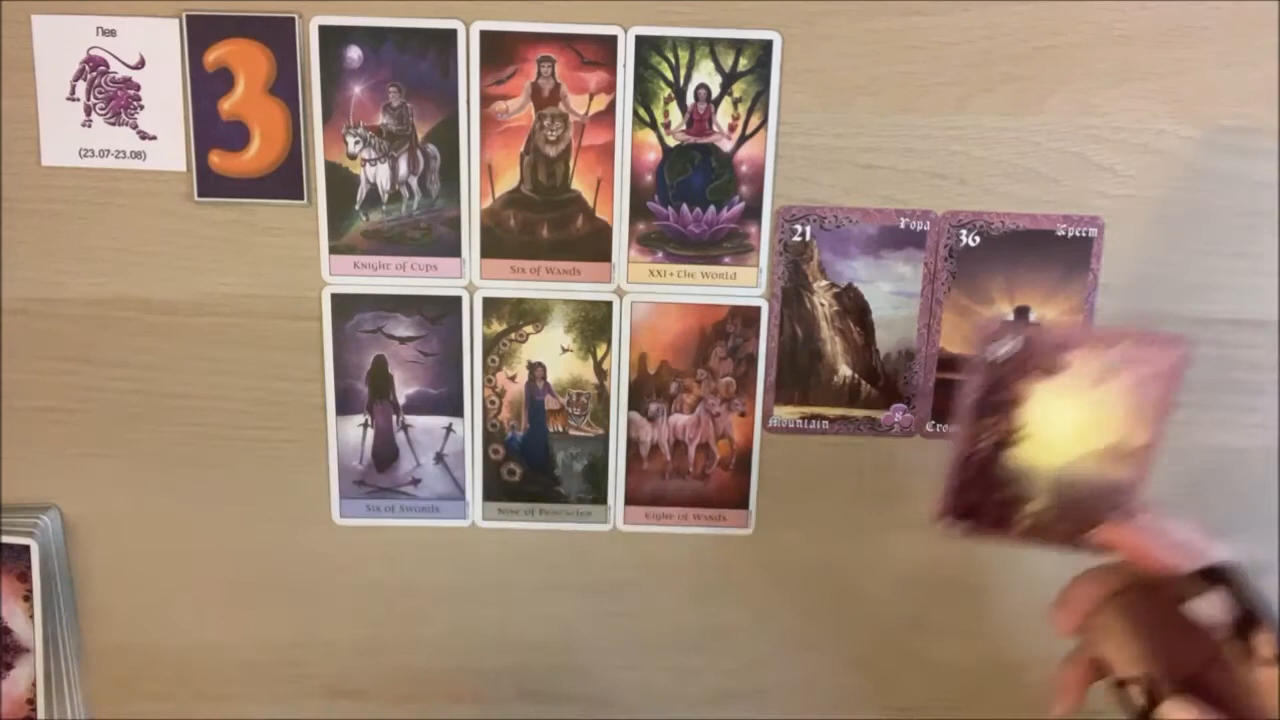 Лев
(23.07-23.08)
3
Knight of Cups
Six of Wands
XXI + The World
21
Гора
Mountain
8
36
Крест
Six of Swords
Nine of Pentacles
Eight of Wands